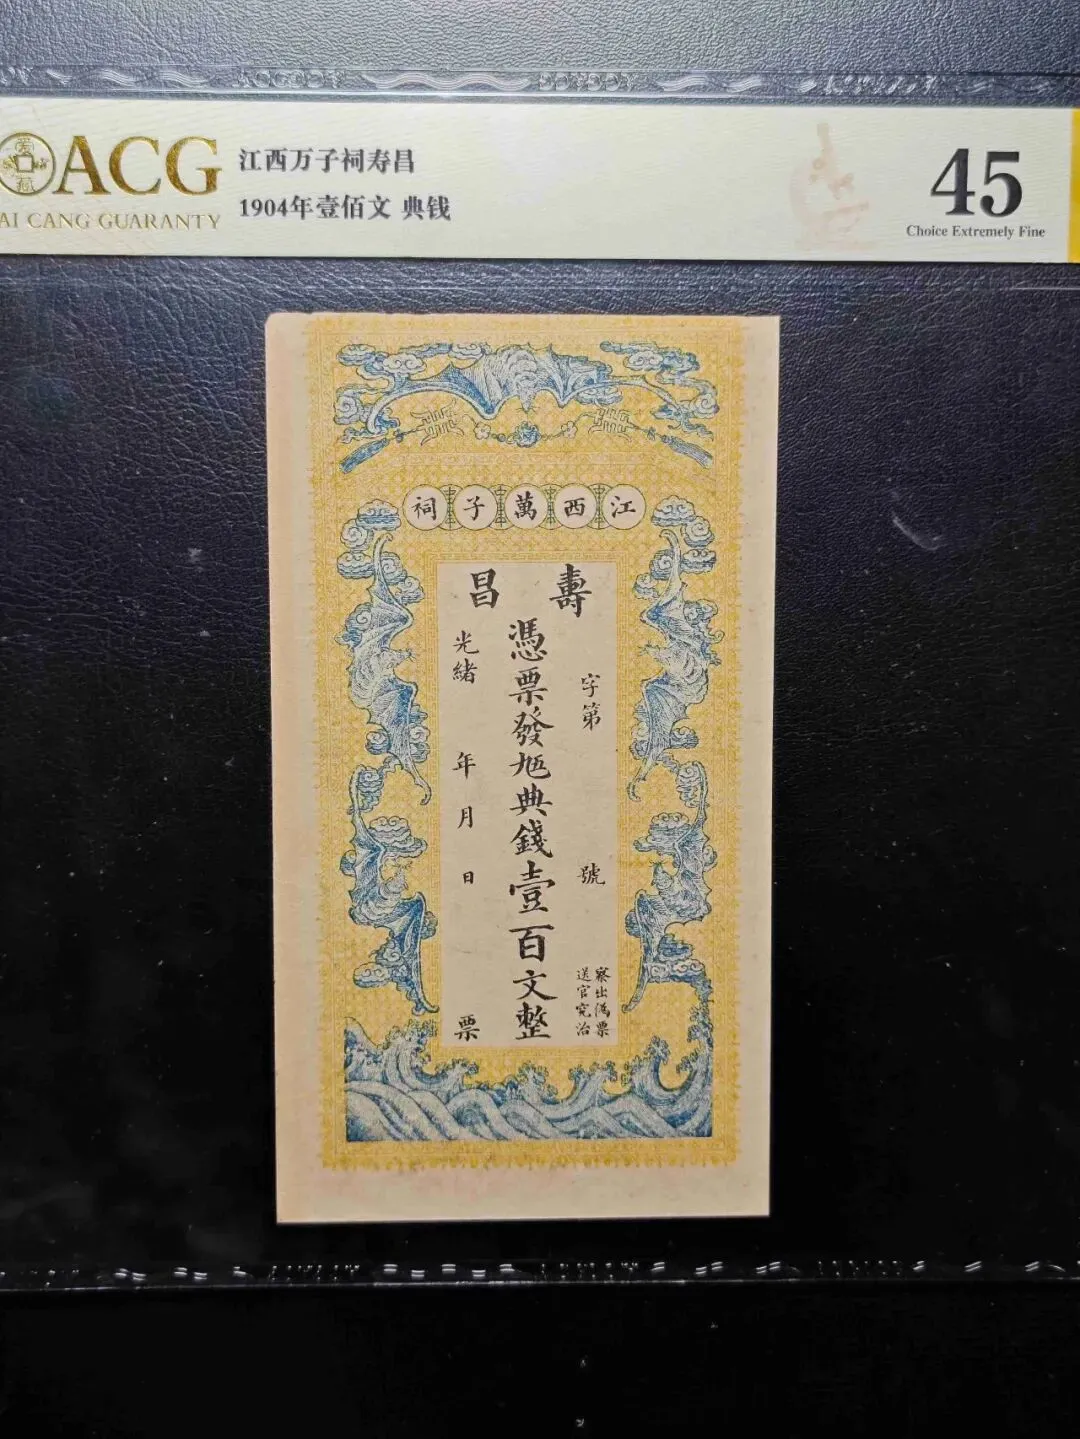 ACG
AI CANG GUARANTY
江西万子祠寿昌
1904年壹佰文 典钱
45
Choice Extremely Fine
江西萬子祠
壽昌
字第 號
察出偽票
送官究治
憑票發兑典錢壹百文整
光緒 年 月 日 票